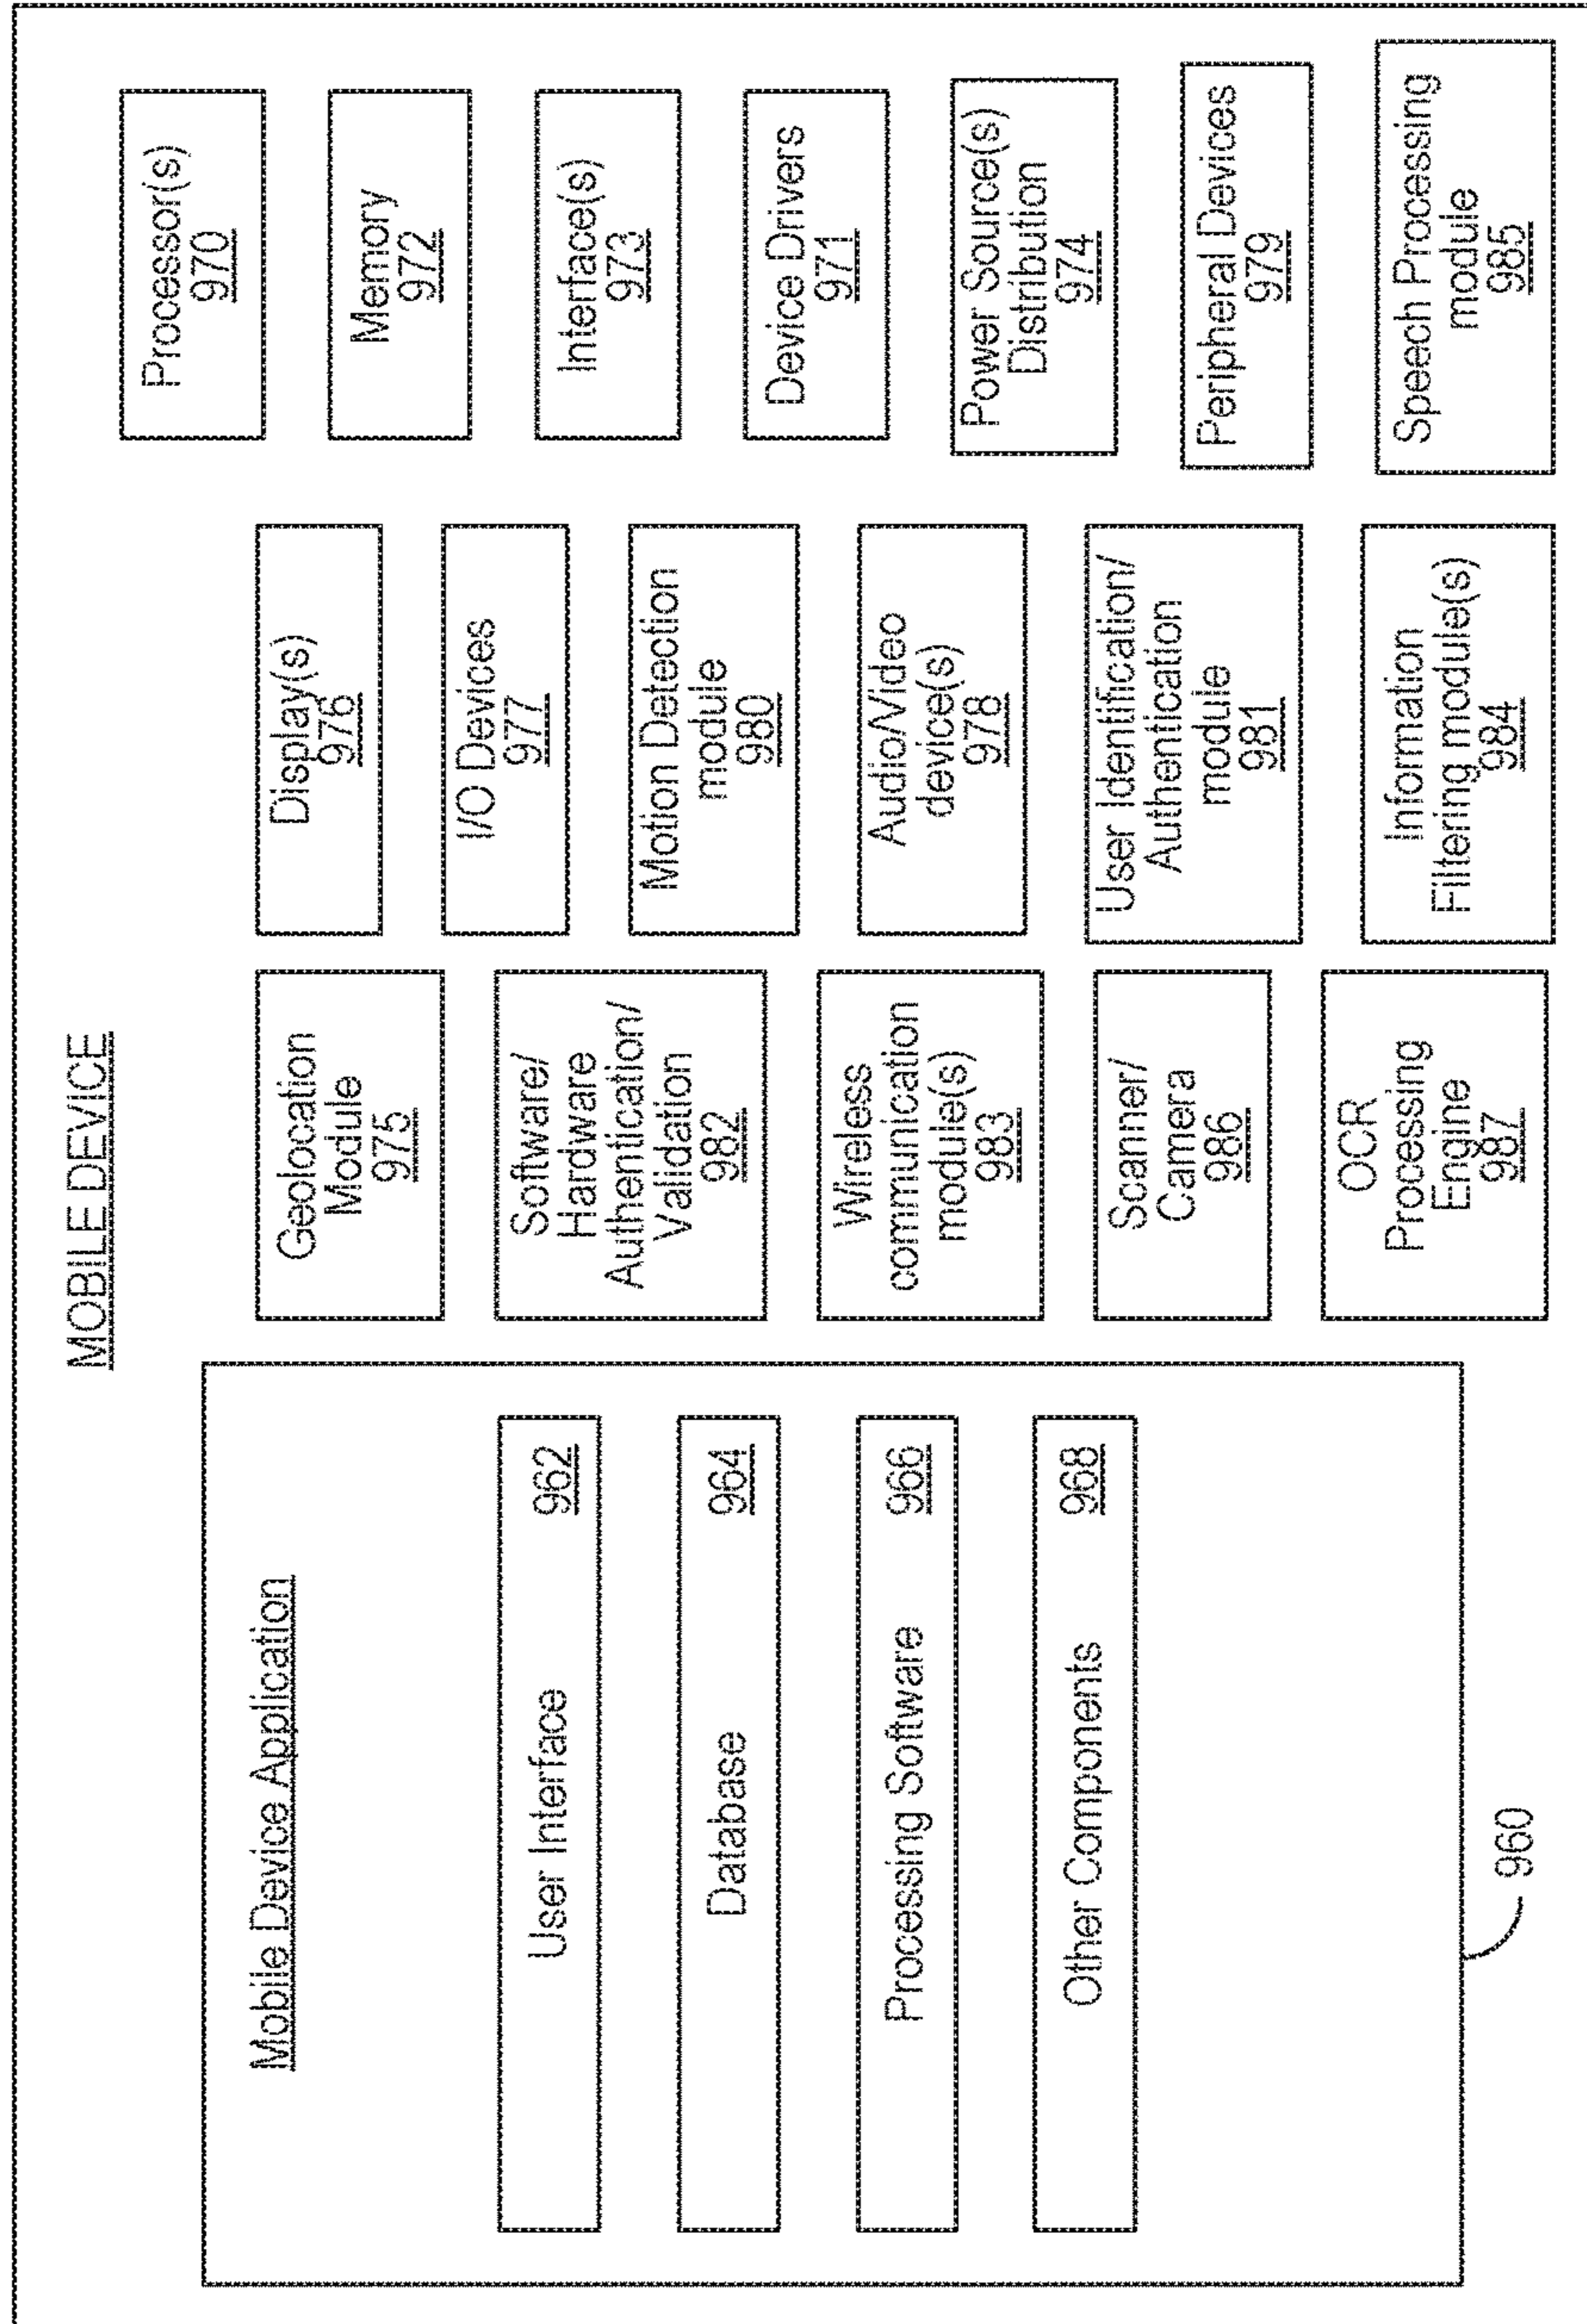 MOBILE DEVICE
Mobile Device Application
User Interface
962
Database
964
Processing Software
966
Other Components
968
960
Geolocation
Module
975
Software/
Hardware
Authentication/
Validation
982
Wireless
communication
module(s)
983
Scanner/
Camera
986
OCR
Processing
Engine
987
Display(s)
976
I/O Devices
977
Motion Detection
module
980
Audio/Video
device(s)
978
User Identification/
Authentication
module
981
Information
Filtering module(s)
984
Processor(s)
970
Memory
972
Interface(s)
973
Device Drivers
971
Power Source(s)
Distribution
974
Peripheral Devices
979
Speech Processing
module
985